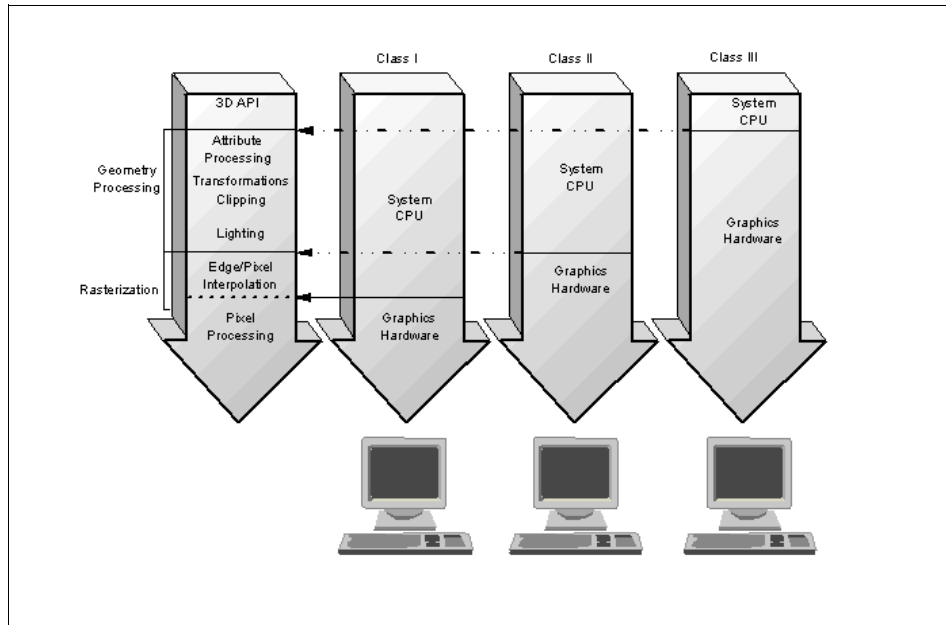 Class I
Class II
Class III
3D API
Attribute
Processing
Transformations
Clipping
Lighting
Edge/Pixel
Interpolation
Pixel
Processing
Geometry
Processing
Rasterization
System
CPU
Graphics
Hardware
System
CPU
Graphics
Hardware
System
CPU
Graphics
Hardware